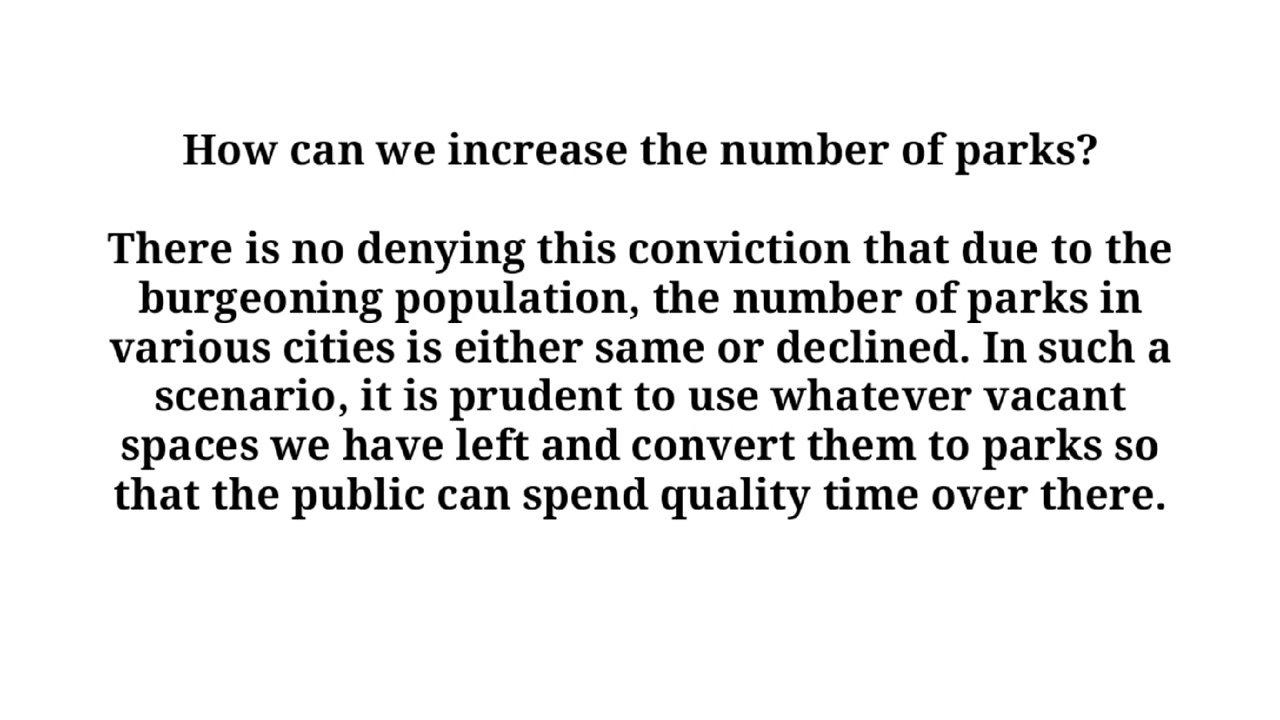 How can we increase the number of parks?
There is no denying this conviction that due to the
burgeoning population, the number of parks in
various cities is either same or declined. In such a
scenario, it is prudent to use whatever vacant
spaces we have left and convert them to parks so
that the public can spend quality time over there.